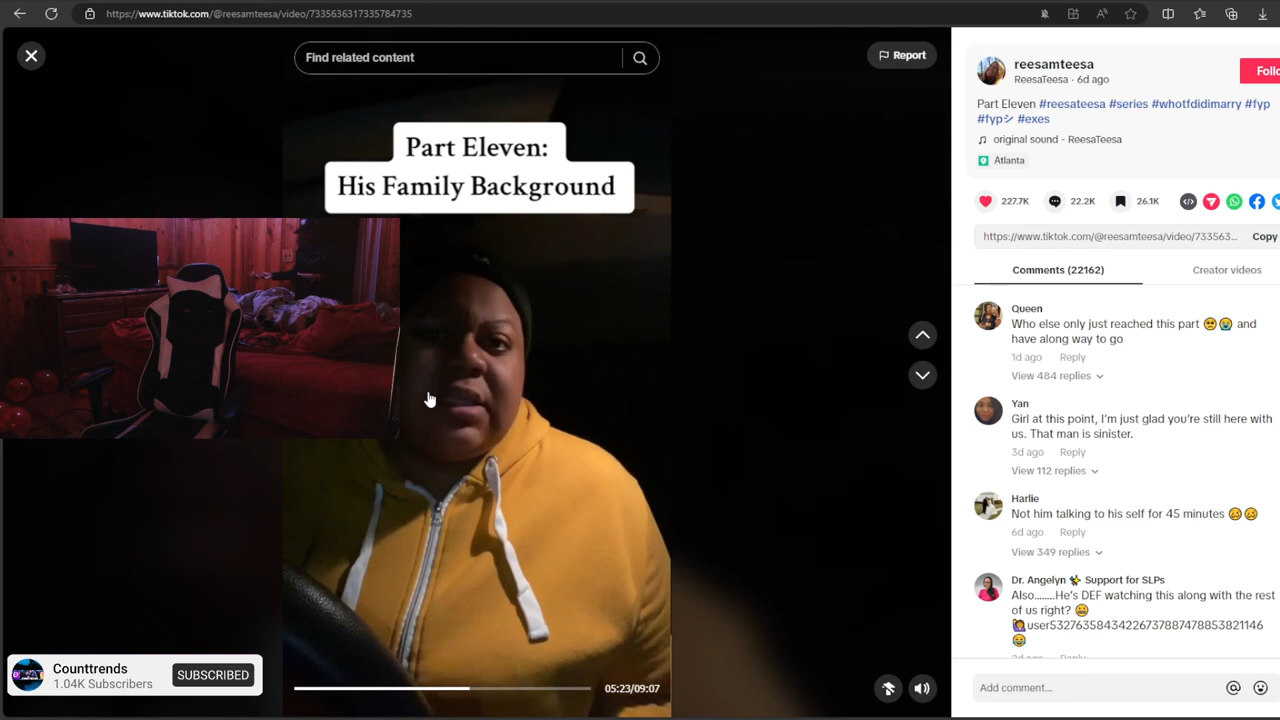 https://www.tiktok.com/@reesamteesa/video/7335636317335784735
Find related content
Report
Part Eleven:
His Family Background
Counttrends
1.04K Subscribers
SUBSCRIBED
05:23/09:07
reesamteesa
ReesaTeesa · 6d ago
Follo
Part Eleven #reesateesa #series #whotfdidimarry #fyp
#fypシ #exes
original sound - ReesaTeesa
Atlanta
227.7K
22.2K
26.1K
https://www.tiktok.com/@reesamteesa/video/733563...
Copy
Comments (22162)
Creator videos
Queen
Who else only just reached this part 🥺😭 and
have along way to go
1d ago Reply
View 484 replies
Yan
Girl at this point, I'm just glad you're still here with
us. That man is sinister.
3d ago Reply
View 112 replies
Harlie
Not him talking to his self for 45 minutes 😖😖
6d ago Reply
View 349 replies
Dr. Angelyn ✨ Support for SLPs
Also........He's DEF watching this along with the rest
of us right? 😬
🙋‍♀️user53276358434226737887478853821146
😂
Add comment...